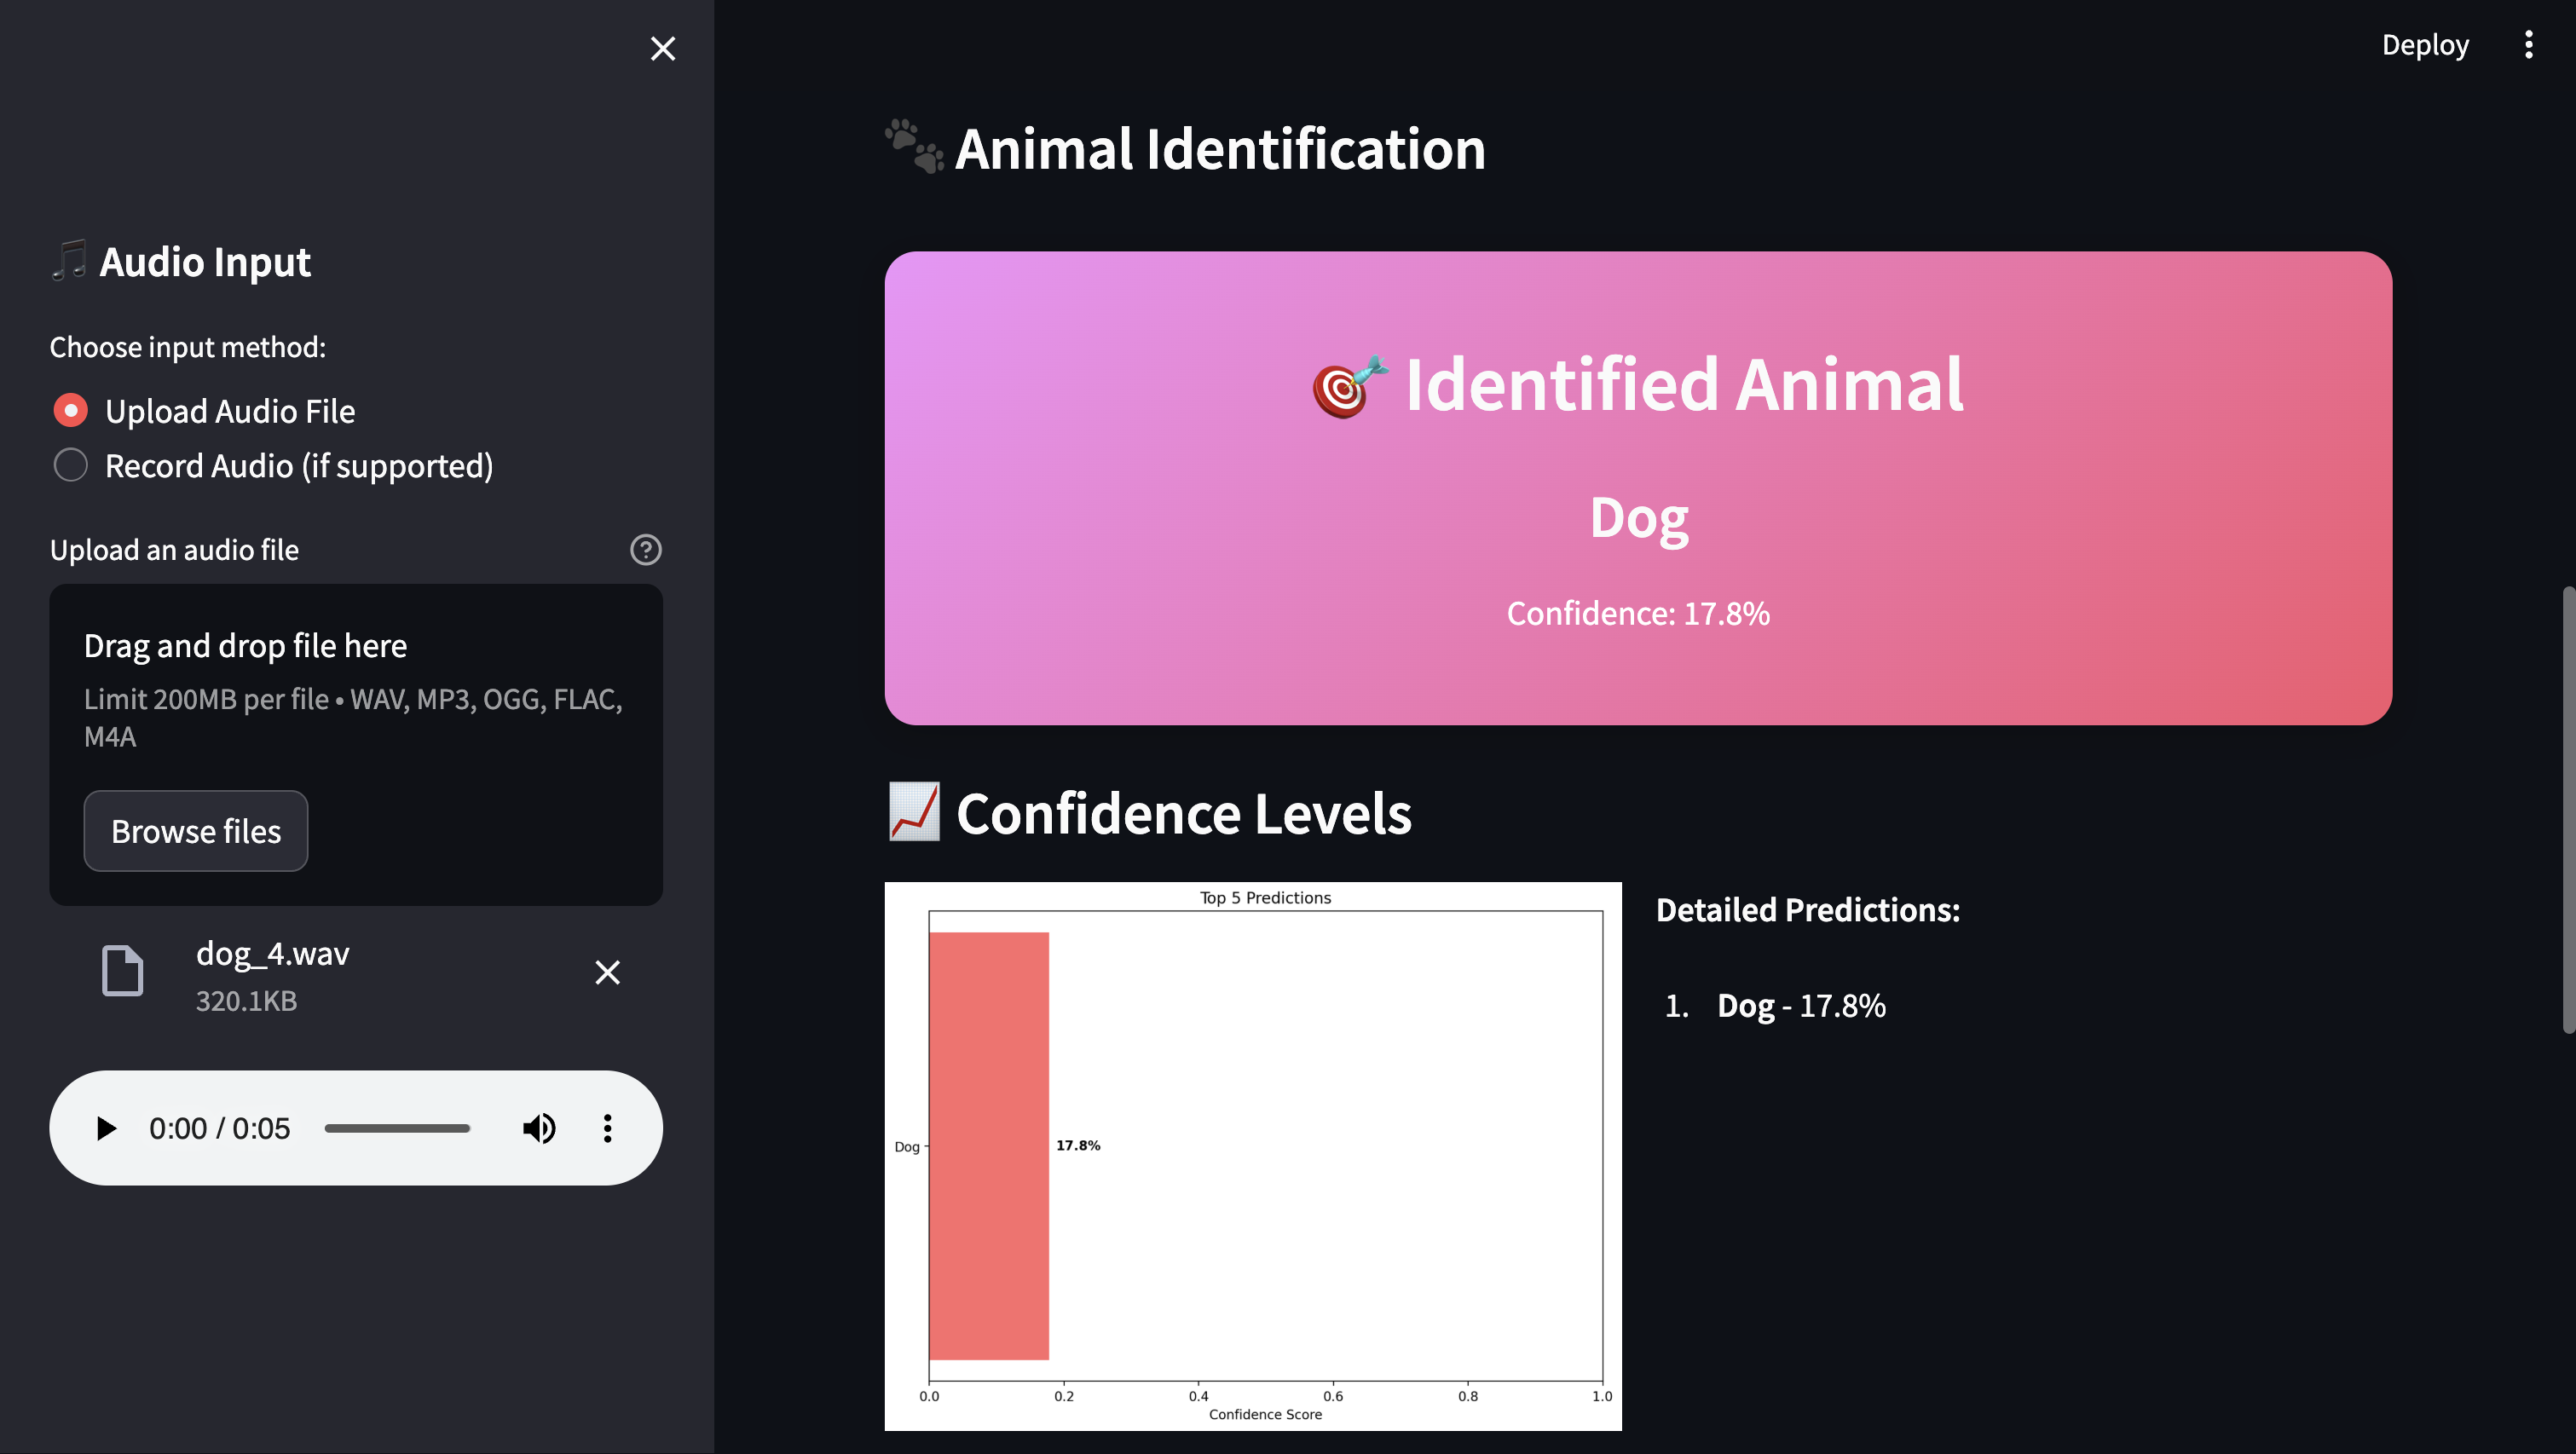 Deploy
Audio Input
Choose input method:
Upload Audio File
Record Audio (if supported)
Upload an audio file
Drag and drop file here
Limit 200MB per file • WAV, MP3, OGG, FLAC,
M4A
Browse files
dog_4.wav
320.1KB
0:00 / 0:05
Animal Identification
Identified Animal
Dog
Confidence: 17.8%
Confidence Levels
Top 5 Predictions
Dog
17.8%
0.0 0.2 0.4 0.6 0.8 1.0
Confidence Score
Detailed Predictions:
1. Dog - 17.8%